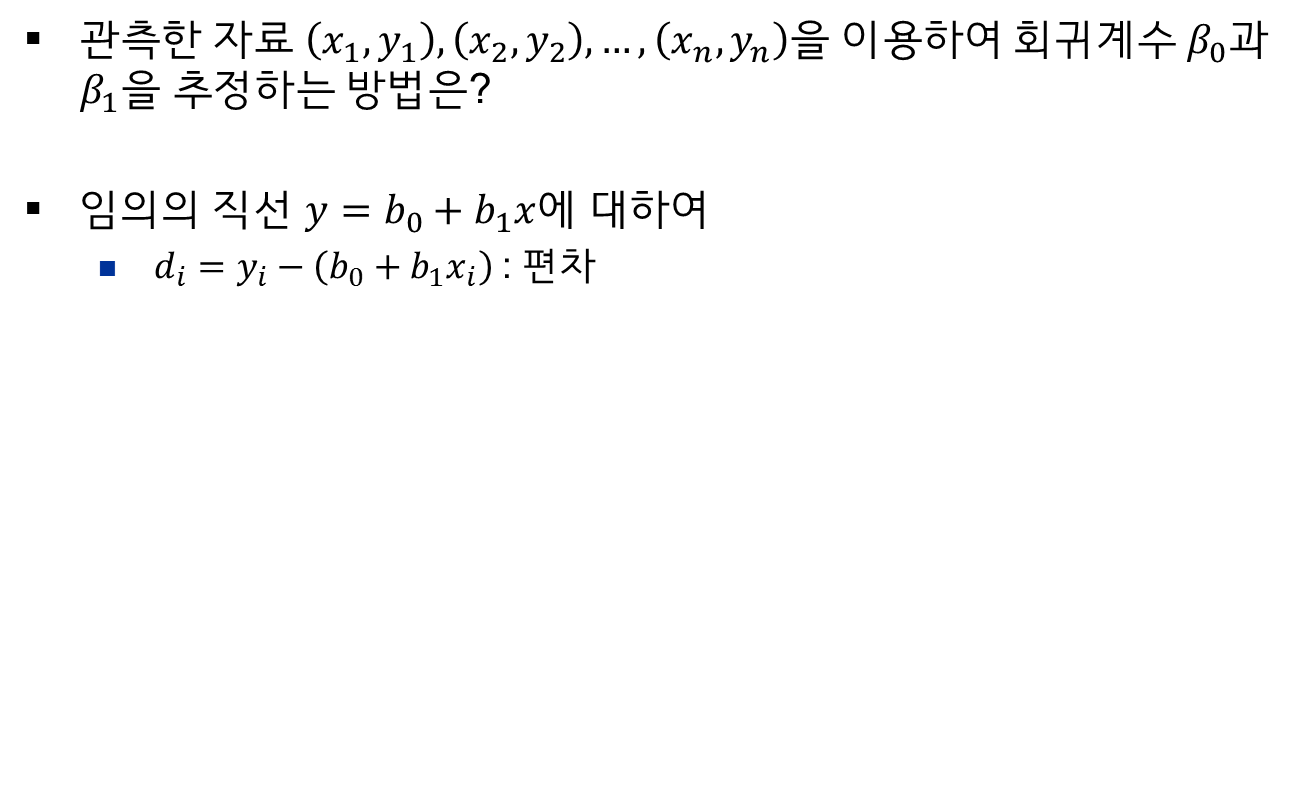 ▪ 관측한 자료 (x₁, y₁), (x₂, y₂), … , (xₙ, yₙ)을 이용하여 회귀계수 β₀과
β₁을 추정하는 방법은?
▪ 임의의 직선 y = b₀ + b₁x에 대하여
■ dᵢ = yᵢ − (b₀ + b₁xᵢ) : 편차